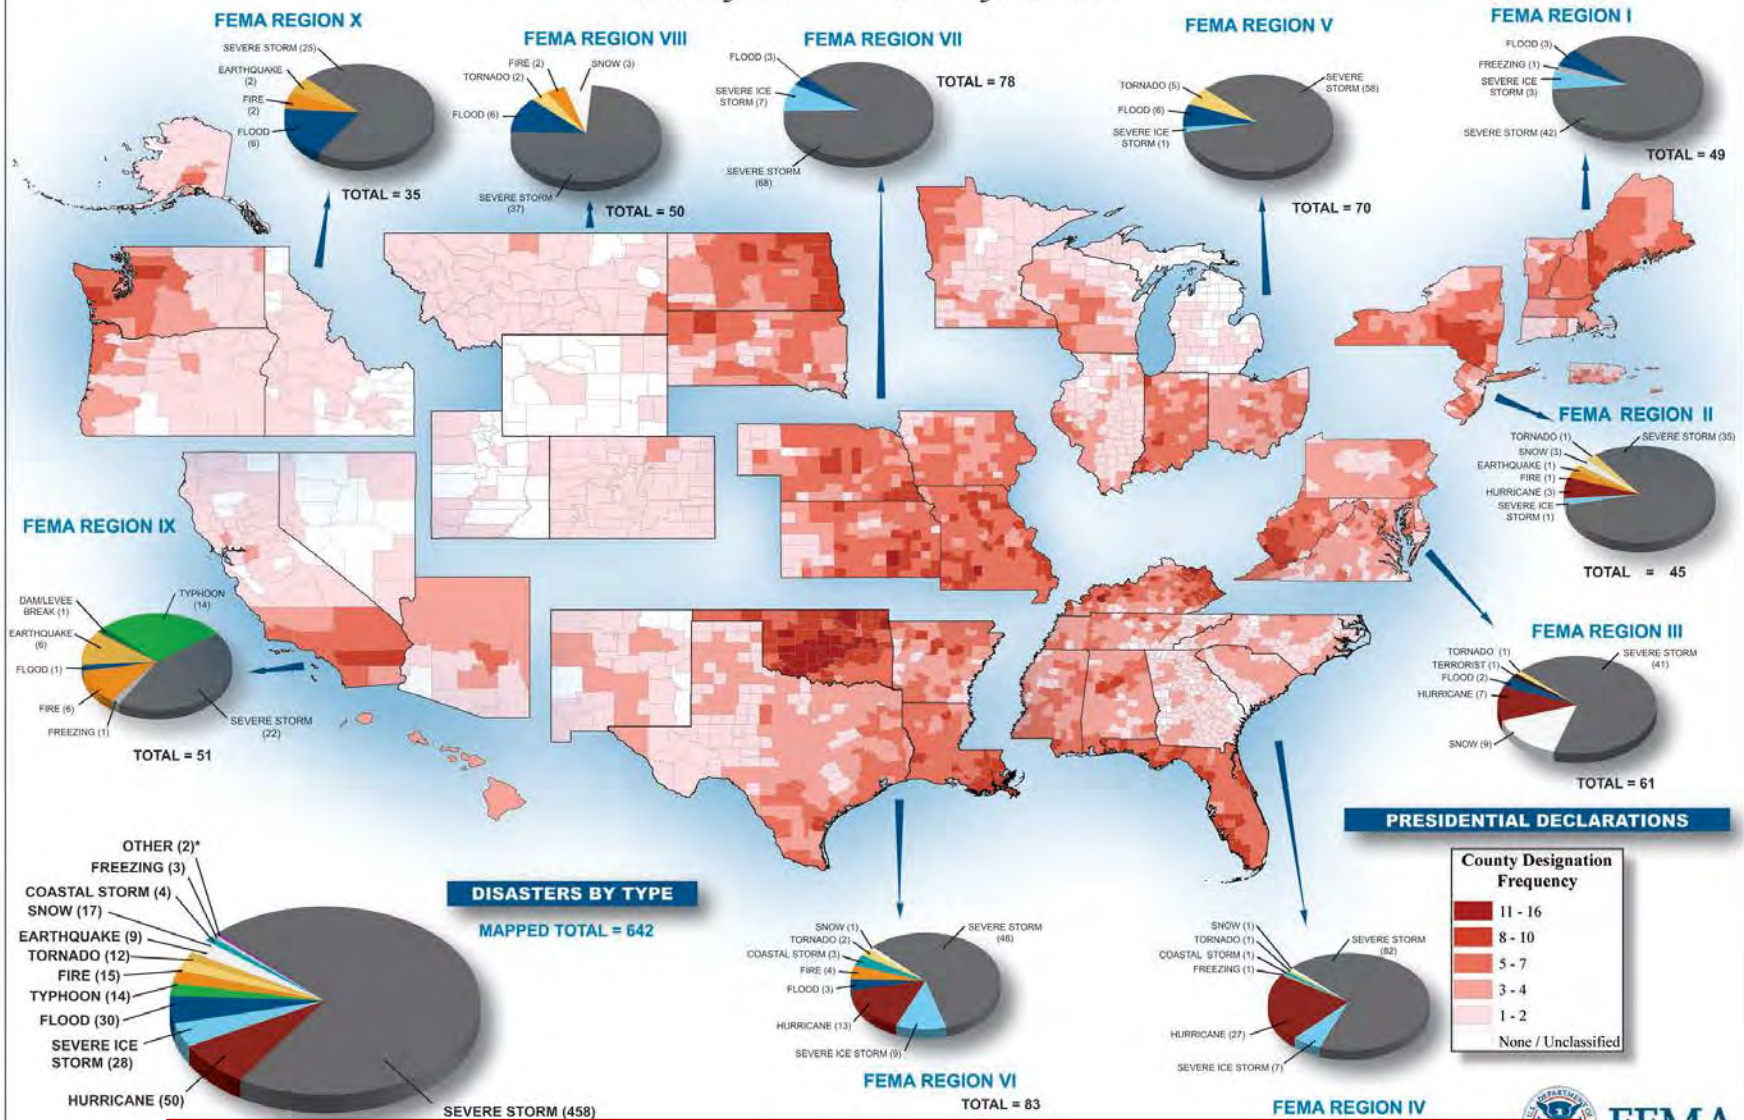 FEMA REGION X
SEVERE STORM (25)
EARTHQUAKE
(2)
FIRE
(2)
FLOOD
(6)
TOTAL = 35
FEMA REGION VIII
FIRE (2)
SNOW (3)
TORNADO (2)
FLOOD (6)
SEVERE STORM
(37)
TOTAL = 50
FEMA REGION VII
FLOOD (3)
TOTAL = 78
SEVERE ICE
STORM (7)
SEVERE STORM
(68)
FEMA REGION V
TORNADO (5)
SEVERE
STORM (58)
FLOOD (6)
SEVERE ICE
STORM (1)
TOTAL = 70
FEMA REGION I
FLOOD (3)
FREEZING (1)
SEVERE ICE
STORM (3)
SEVERE STORM (42)
TOTAL = 49
FEMA REGION II
TORNADO (1)
SEVERE STORM (35)
SNOW (3)
EARTHQUAKE (1)
FIRE (1)
HURRICANE (3)
SEVERE ICE
STORM (1)
TOTAL = 45
FEMA REGION IX
DAM/LEVEE
BREAK (1)
TYPHOON
(14)
EARTHQUAKE
(6)
FLOOD (1)
FIRE (6)
FREEZING (1)
SEVERE STORM
(22)
TOTAL = 51
FEMA REGION III
TORNADO (1)
SEVERE STORM
(41)
TERRORIST (1)
FLOOD (2)
HURRICANE (7)
SNOW (9)
TOTAL = 61
PRESIDENTIAL DECLARATIONS
County Designation
Frequency
11 - 16
8 - 10
5 - 7
3 - 4
1 - 2
None / Unclassified
DISASTERS BY TYPE
MAPPED TOTAL = 642
OTHER (2)*
FREEZING (3)
COASTAL STORM (4)
SNOW (17)
EARTHQUAKE (9)
TORNADO (12)
FIRE (15)
TYPHOON (14)
FLOOD (30)
SEVERE ICE
STORM (28)
HURRICANE (50)
SEVERE STORM (458)
SNOW (1)
TORNADO (2)
COASTAL STORM (3)
FIRE (4)
FLOOD (3)
HURRICANE (13)
SEVERE ICE STORM (9)
SEVERE STORM
(48)
FEMA REGION VI
TOTAL = 83
SNOW (1)
TORNADO (1)
COASTAL STORM (1)
FREEZING (1)
HURRICANE (27)
SEVERE ICE STORM (7)
SEVERE STORM
(82)
FEMA REGION IV
FEMA